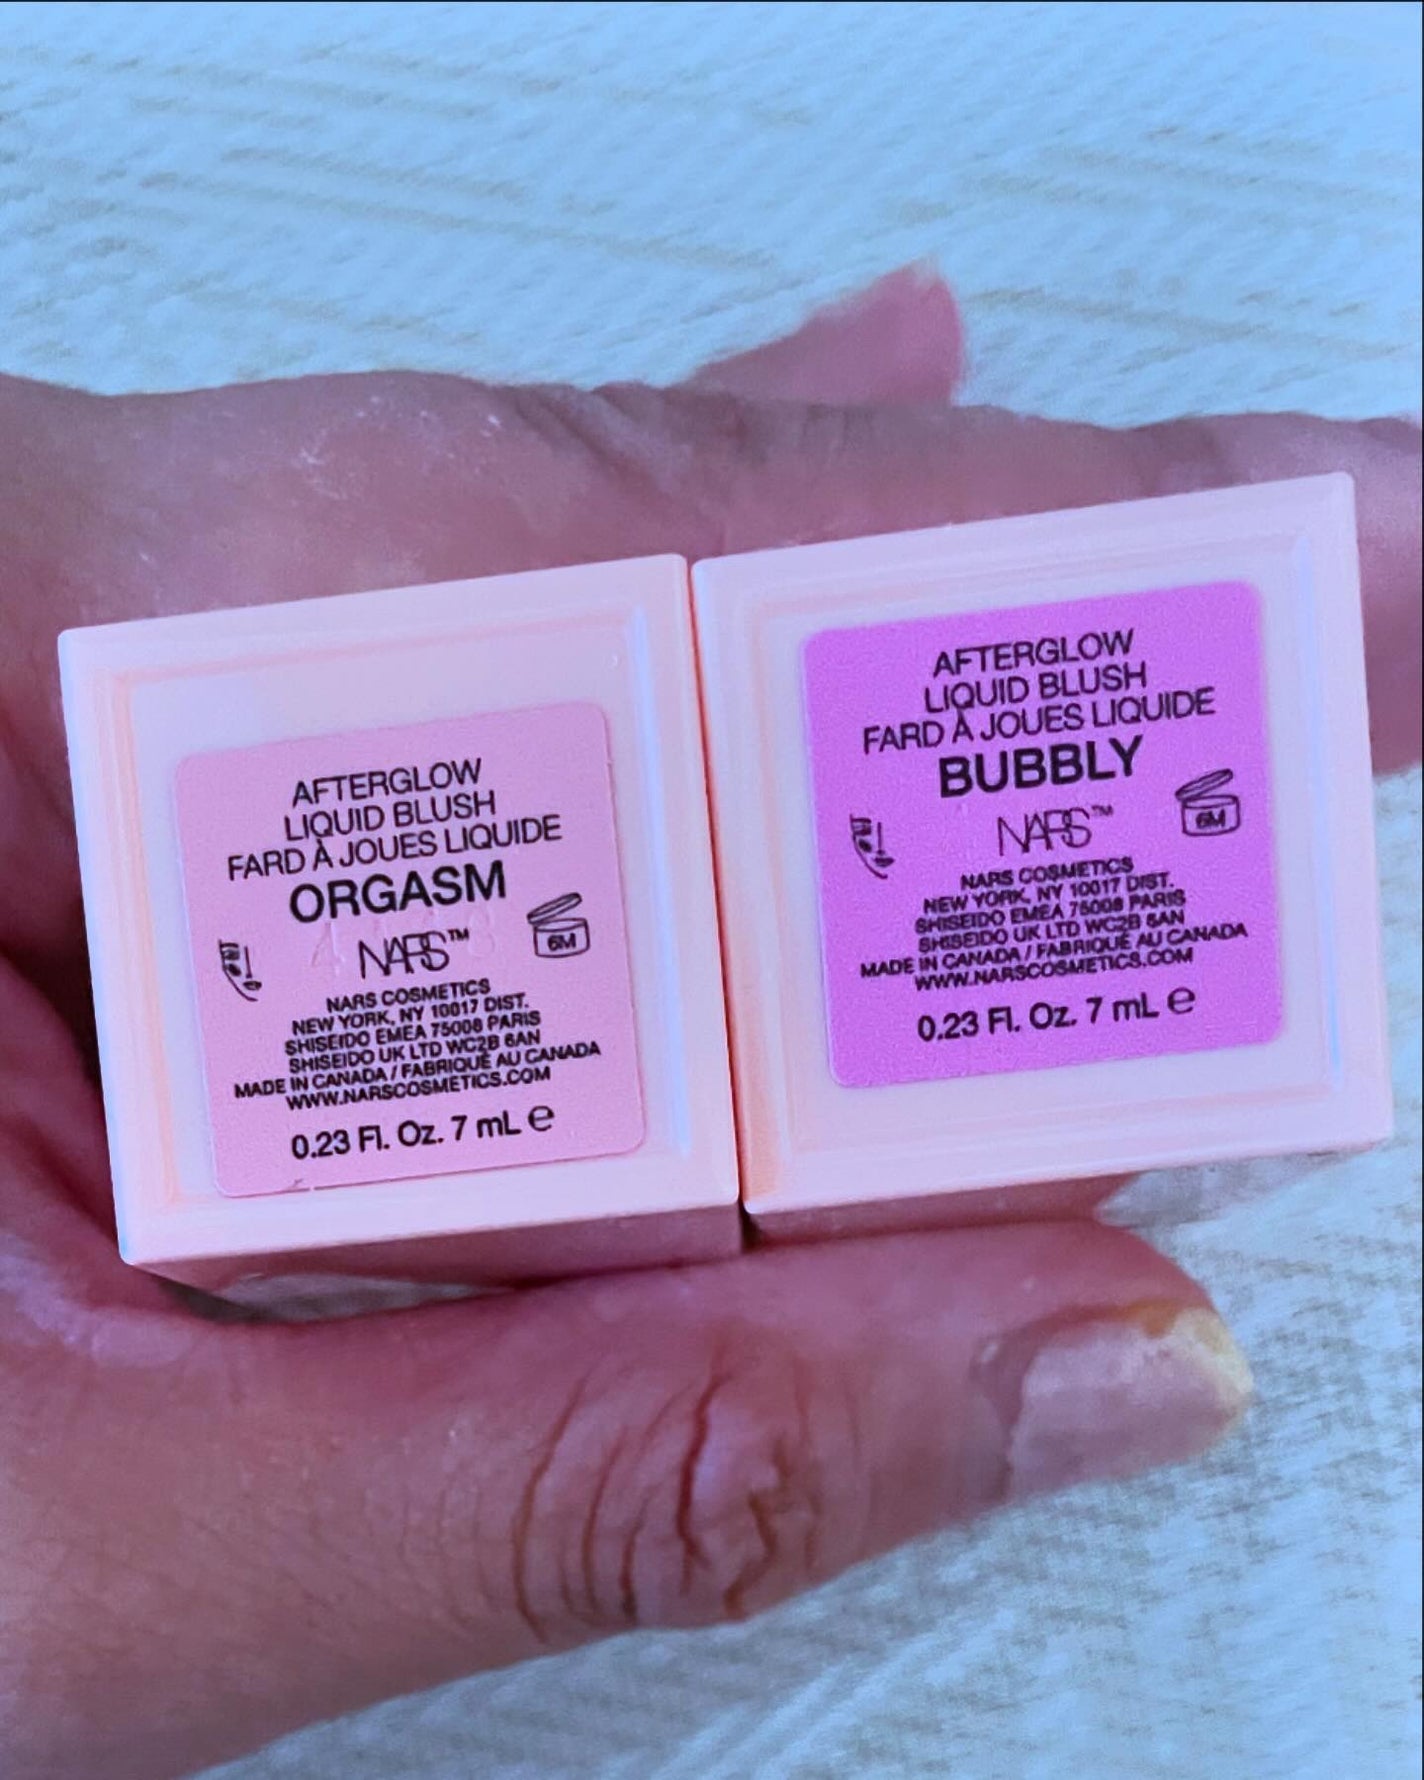 AFTERGLOW
LIQUID BLUSH
FARD À JOUES LIQUIDE
ORGASM
NARS™
6M
NARS COSMETICS
NEW YORK, NY 10017 DIST.
SHISEIDO EMEA 75008 PARIS
SHISEIDO UK LTD WC2B 6AN
MADE IN CANADA / FABRIQUÉ AU CANADA
WWW.NARSCOSMETICS.COM
0.23 Fl. Oz. 7 mL ℮
AFTERGLOW
LIQUID BLUSH
FARD À JOUES LIQUIDE
BUBBLY
NARS™
6M
NARS COSMETICS
NEW YORK, NY 10017 DIST.
SHISEIDO EMEA 75008 PARIS
SHISEIDO UK LTD WC2B 6AN
MADE IN CANADA / FABRIQUÉ AU CANADA
WWW.NARSCOSMETICS.COM
0.23 Fl. Oz. 7 mL ℮